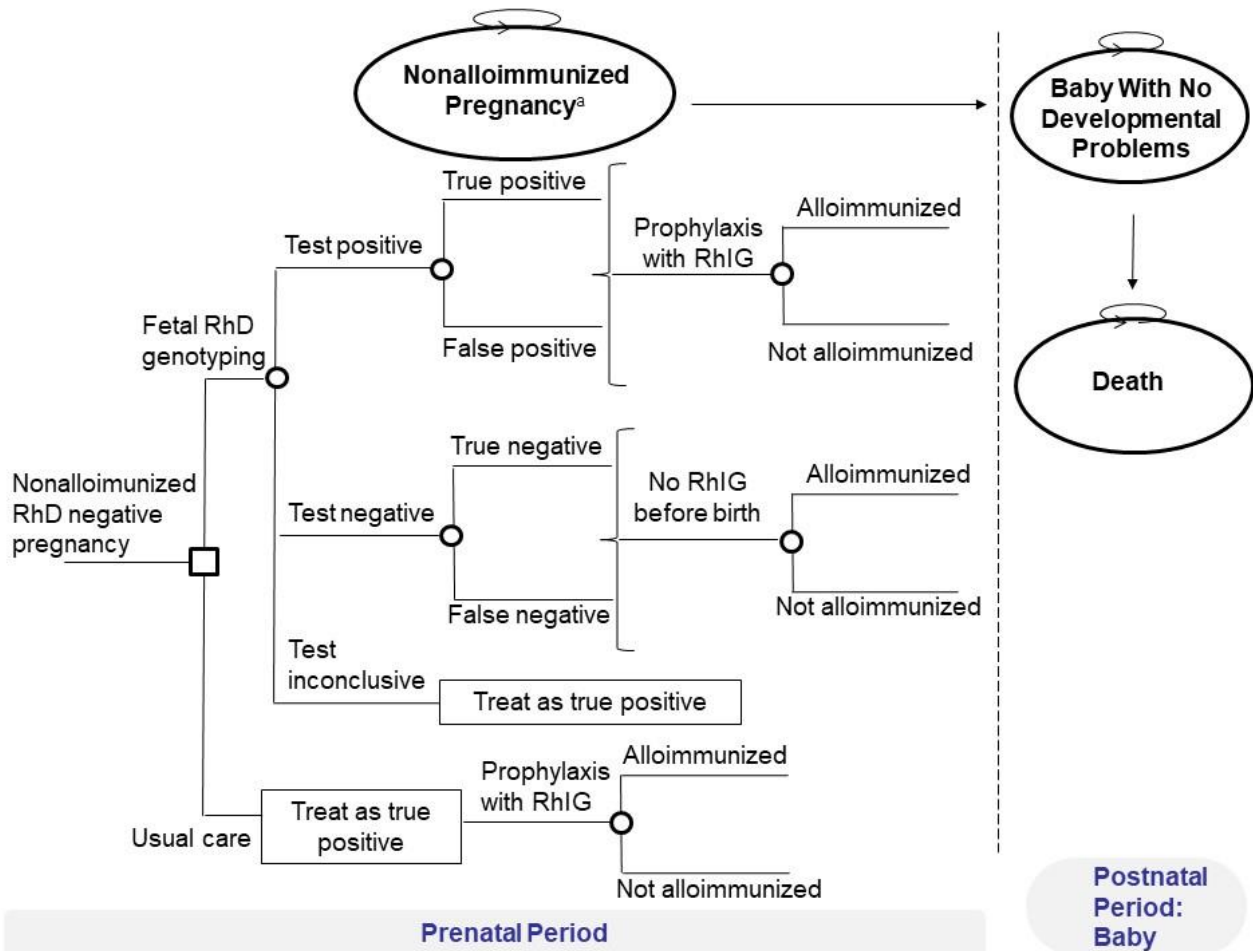 Nonalloimmunized
Pregnancyᵃ
Baby With No
Developmental
Problems
True positive
Test positive
False positive
Prophylaxis
with RhIG
Alloimmunized
Not alloimmunized
Death
Fetal RhD
genotyping
True negative
Test negative
False negative
No RhIG
before birth
Alloimmunized
Not alloimmunized
Nonalloimunized
RhD negative
pregnancy
Test
inconclusive
Treat as true positive
Usual care
Treat as true
positive
Prophylaxis
with RhIG
Alloimmunized
Not alloimmunized
Prenatal Period
Postnatal
Period:
Baby